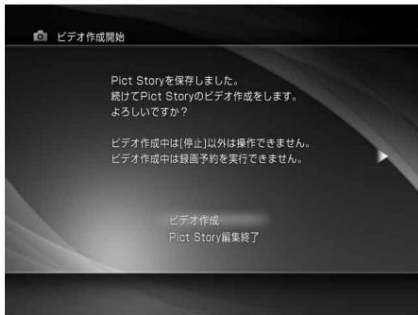 ビデオ作成開始
Pict Storyを保存しました。
続けてPict Storyのビデオ作成をします。
よろしいですか？
ビデオ作成中は[停止]以外は操作できません。
ビデオ作成中は録画予約を実行できません。
ビデオ作成
Pict Story編集終了